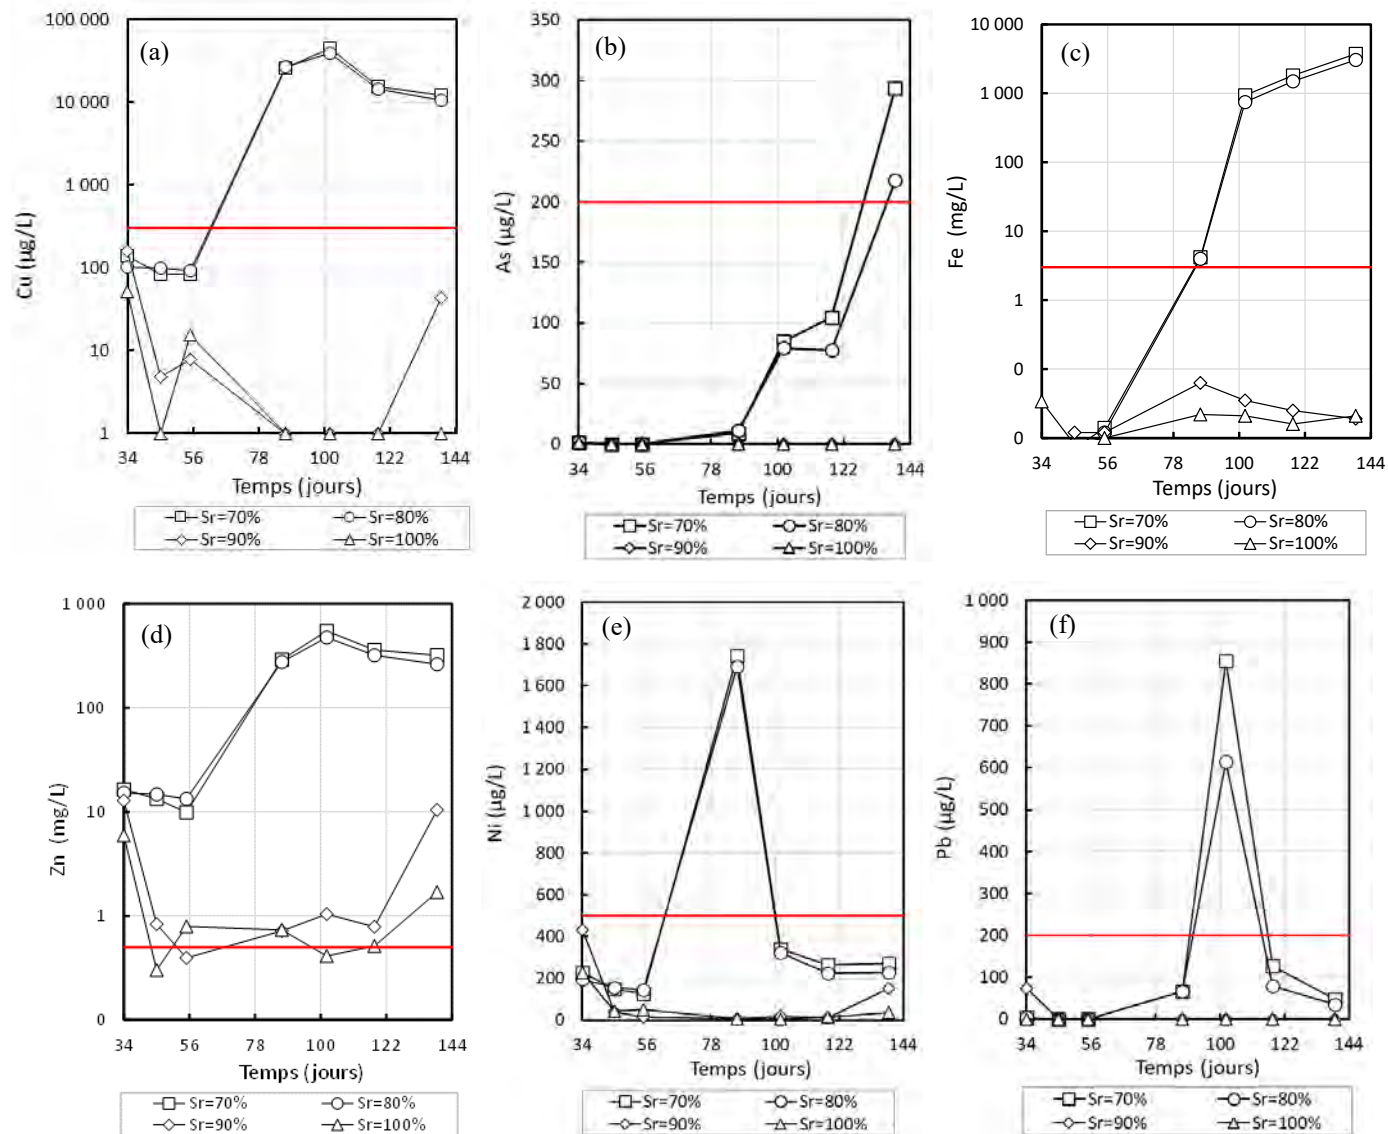 (a)
Cu (µg/L)
100 000
10 000
1 000
100
10
1
34 56 78 100 122 144
Temps (jours)
Sr=70% Sr=80%
Sr=90% Sr=100%
(b)
As (µg/L)
350
300
250
200
150
100
50
0
34 56 78 100 122 144
Temps (jours)
Sr=70% Sr=80%
Sr=90% Sr=100%
(c)
Fe (mg/L)
10 000
1 000
100
10
1
0
0
34 56 78 100 122 144
Temps (jours)
Sr=70% Sr=80%
Sr=90% Sr=100%
(d)
Zn (mg/L)
1 000
100
10
1
0
34 56 78 100 122 144
Temps (jours)
Sr=70% Sr=80%
Sr=90% Sr=100%
(e)
Ni (µg/L)
2 000
1 800
1 600
1 400
1 200
1 000
800
600
400
200
0
34 56 78 100 122 144
Temps (jours)
Sr=70% Sr=80%
Sr=90% Sr=100%
(f)
Pb (µg/L)
1 000
900
800
700
600
500
400
300
200
100
0
34 56 78 100 122 144
Temps (jours)
Sr=70% Sr=80%
Sr=90% Sr=100%